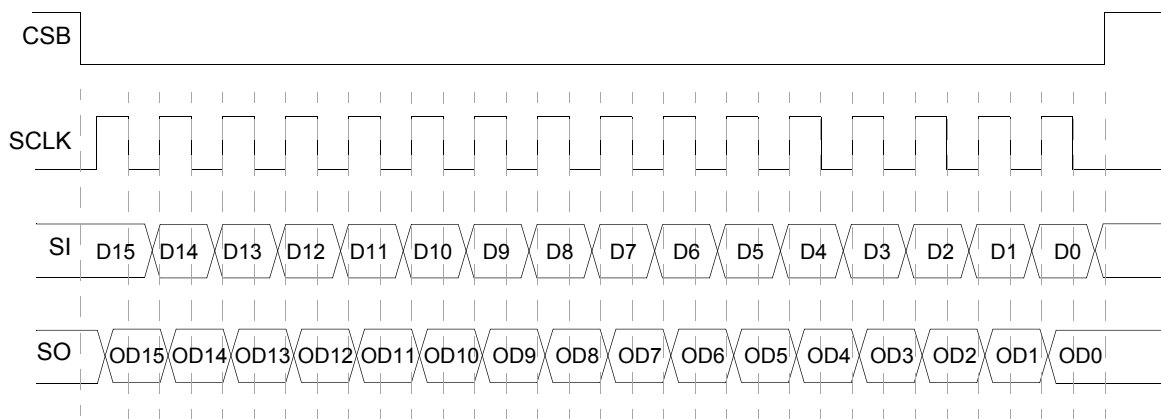 CSB
SCLK
SI D15 D14 D13 D12 D11 D10 D9 D8 D7 D6 D5 D4 D3 D2 D1 D0
SO OD15 OD14 OD13 OD12 OD11 OD10 OD9 OD8 OD7 OD6 OD5 OD4 OD3 OD2 OD1 OD0